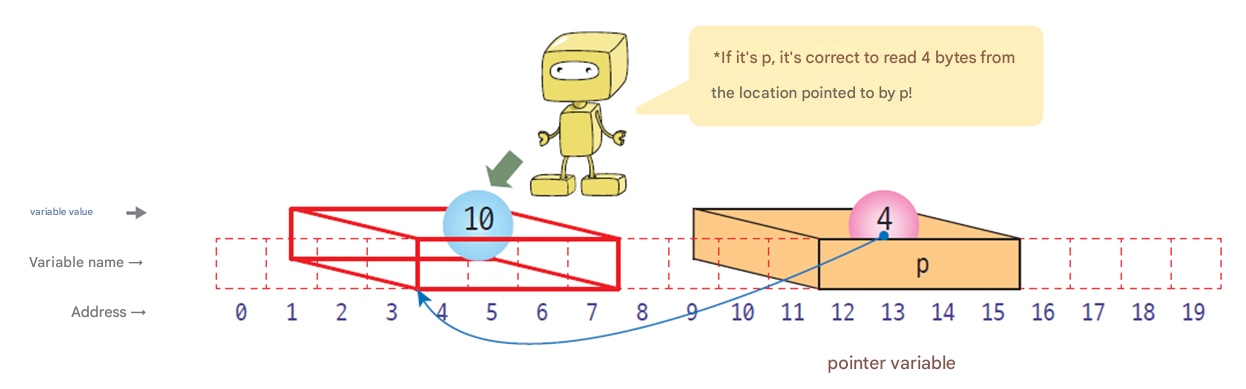 *If it's p, it's correct to read 4 bytes from
the location pointed to by p!
variable value
10
4
Variable name →
p
Address →
0 1 2 3 4 5 6 7 8 9 10 11 12 13 14 15 16 17 18 19
pointer variable